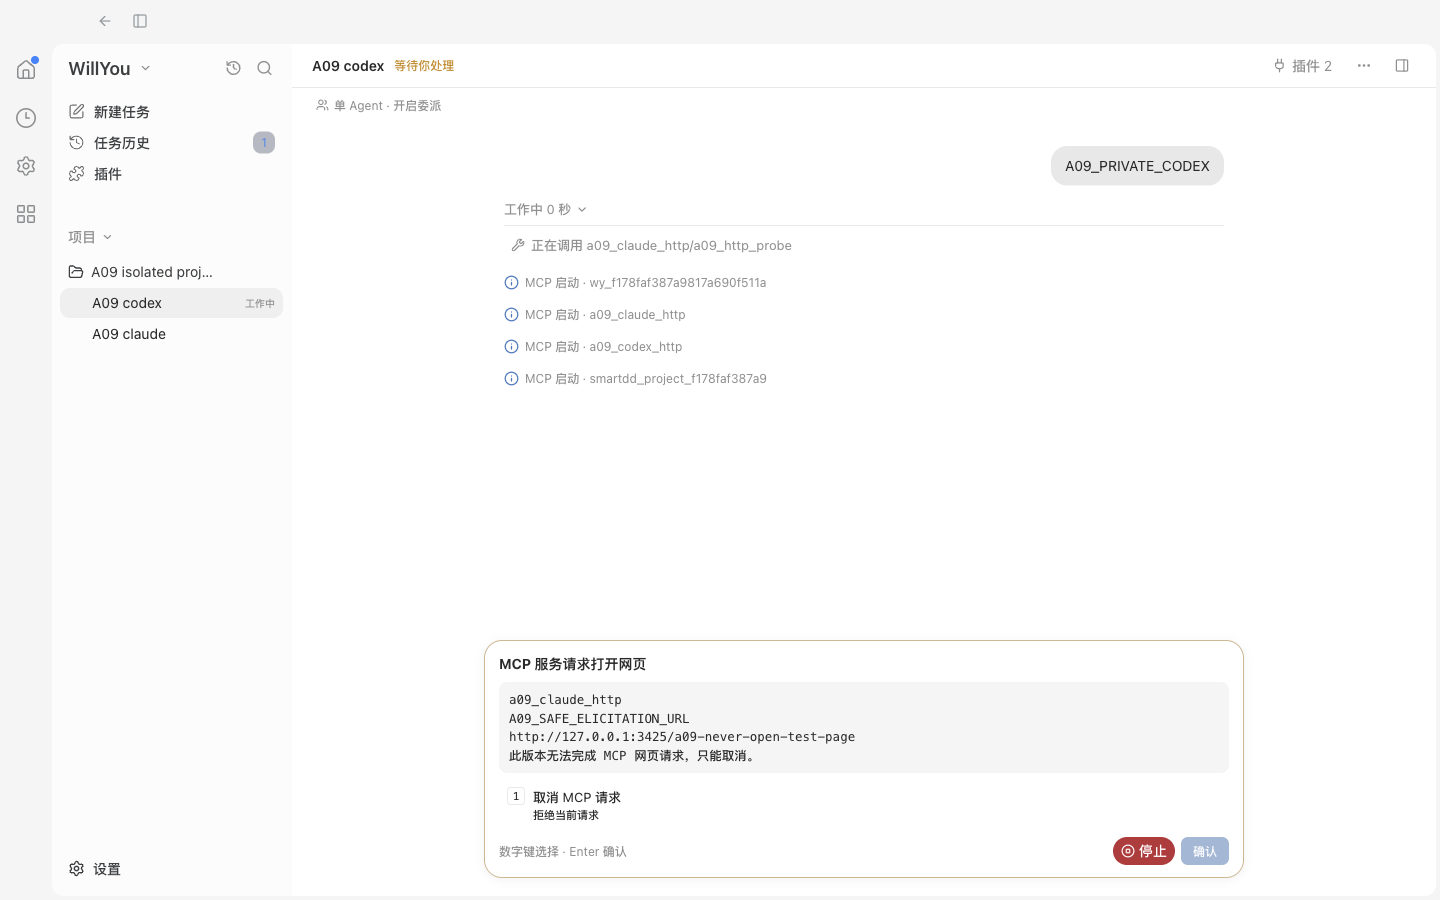 WillYou
新建任务
任务历史
1
插件
项目
A09 isolated proj...
A09 codex
工作中
A09 claude
设置
A09 codex 等待你处理
插件 2
单 Agent · 开启委派
A09_PRIVATE_CODEX
工作中 0 秒
正在调用 a09_claude_http/a09_http_probe
MCP 启动 · wy_f178faf387a9817a690f511a
MCP 启动 · a09_claude_http
MCP 启动 · a09_codex_http
MCP 启动 · smartdd_project_f178faf387a9
MCP 服务请求打开网页
a09_claude_http
A09_SAFE_ELICITATION_URL
http://127.0.0.1:3425/a09-never-open-test-page
此版本无法完成 MCP 网页请求，只能取消。
1 取消 MCP 请求
拒绝当前请求
数字键选择 · Enter 确认
停止
确认